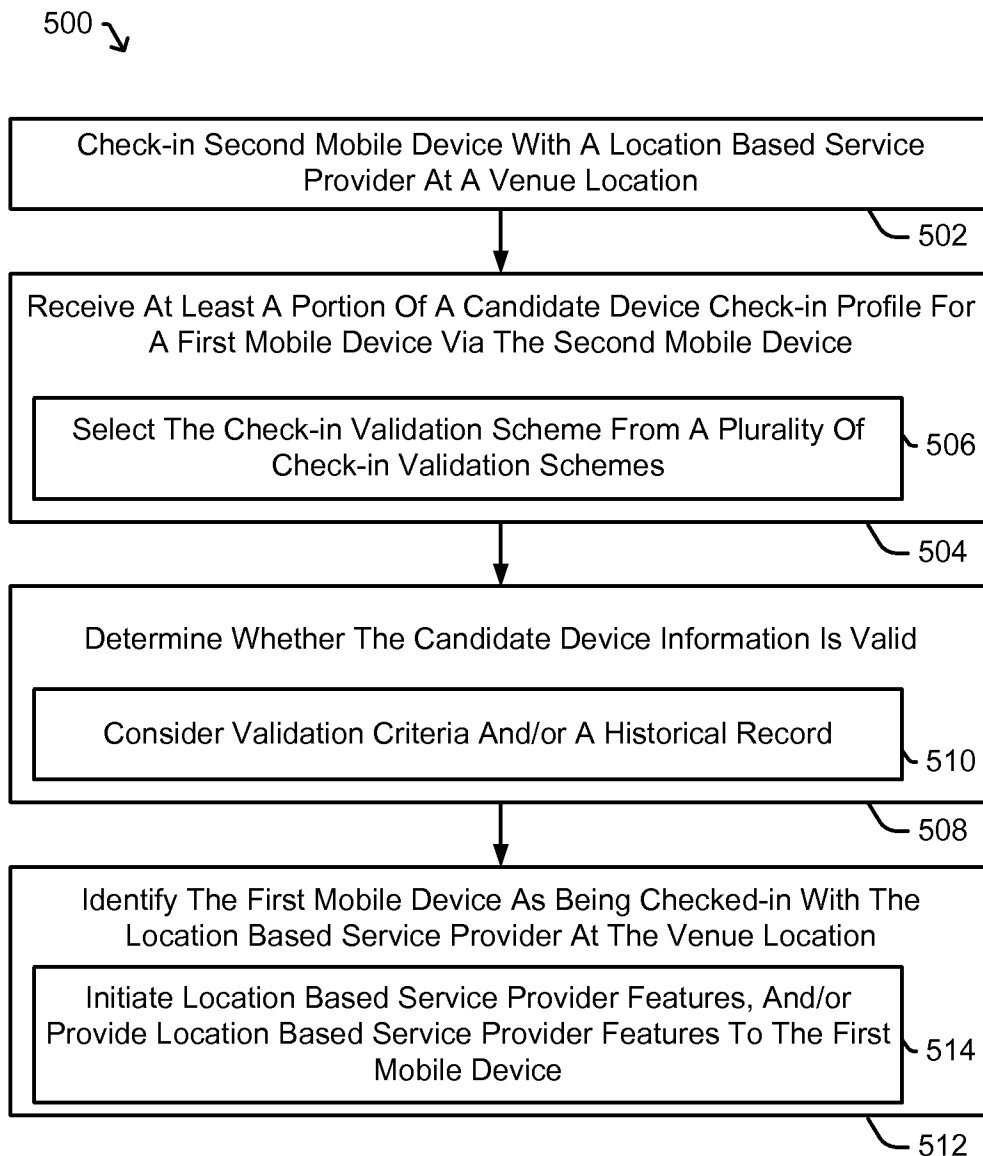 500
Check-in Second Mobile Device With A Location Based Service
Provider At A Venue Location
502
Receive At Least A Portion Of A Candidate Device Check-in Profile For
A First Mobile Device Via The Second Mobile Device
Select The Check-in Validation Scheme From A Plurality Of
Check-in Validation Schemes
506
504
Determine Whether The Candidate Device Information Is Valid
Consider Validation Criteria And/or A Historical Record
510
508
Identify The First Mobile Device As Being Checked-in With The
Location Based Service Provider At The Venue Location
Initiate Location Based Service Provider Features, And/or
Provide Location Based Service Provider Features To The First
Mobile Device
514
512